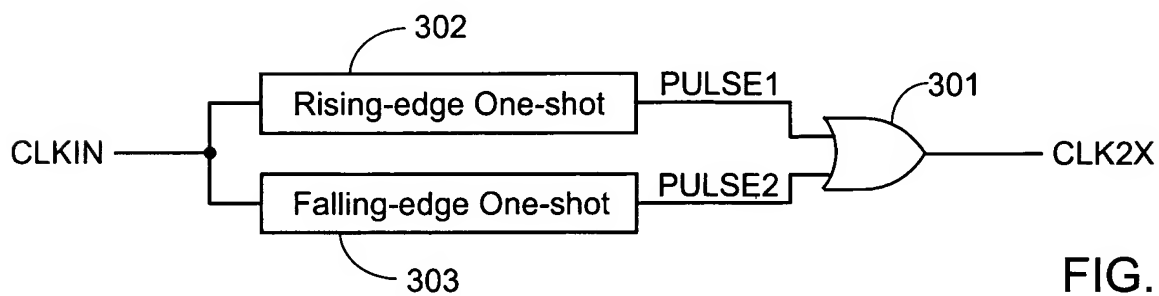 302
Rising-edge One-shot
PULSE1
301
CLKIN
CLK2X
Falling-edge One-shot
PULSE2
303
FIG.